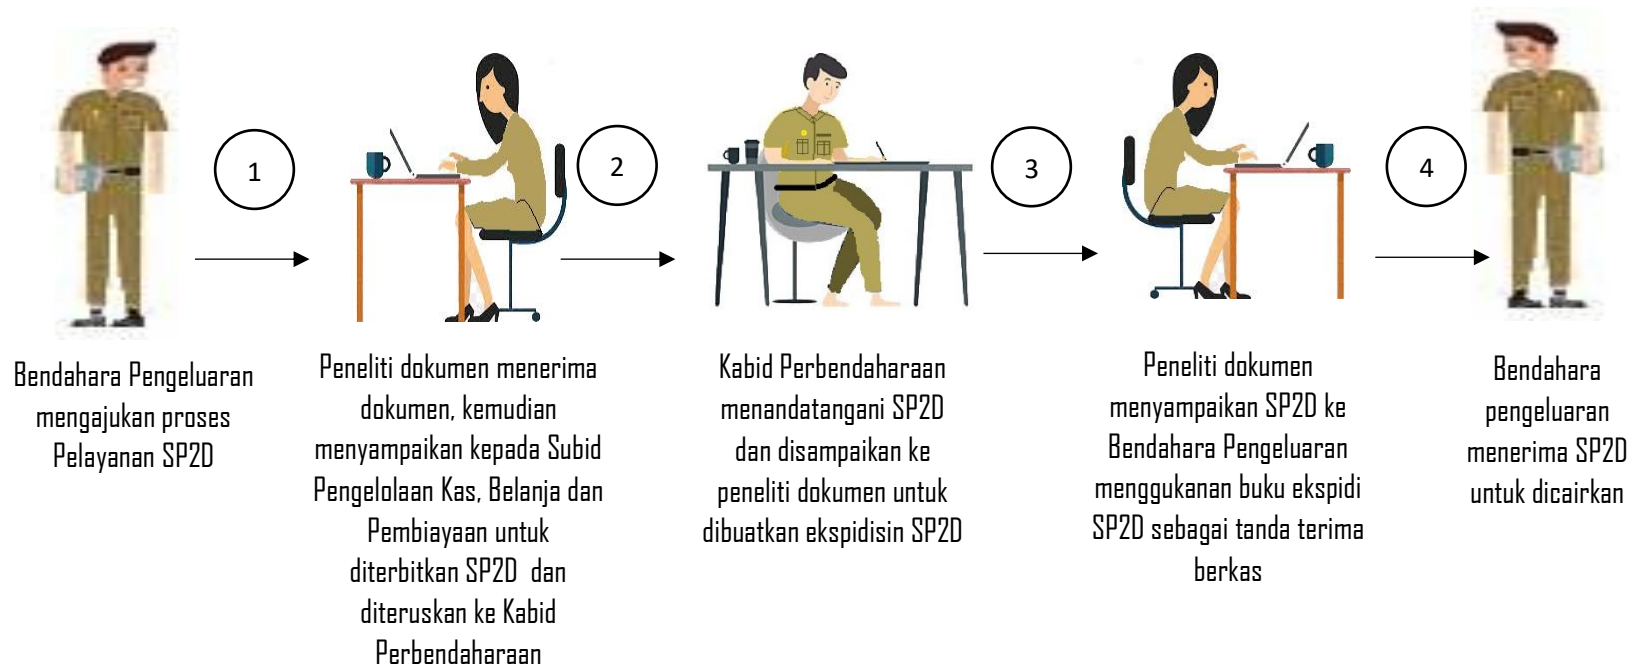 1
2
3
4
Bendahara Pengeluaran
mengajukan proses
Pelayanan SP2D
Peneliti dokumen menerima
dokumen, kemudian
menyampaikan kepada Subid
Pengelolaan Kas, Belanja dan
Pembiayaan untuk
diterbitkan SP2D dan
diteruskan ke Kabid
Perbendaharaan
Kabid Perbendaharaan
menandatangani SP2D
dan disampaikan ke
peneliti dokumen untuk
dibuatkan ekspidisin SP2D
Peneliti dokumen
menyampaikan SP2D ke
Bendahara Pengeluaran
menggukanan buku ekspidi
SP2D sebagai tanda terima
berkas
Bendahara
pengeluaran
menerima SP2D
untuk dicairkan